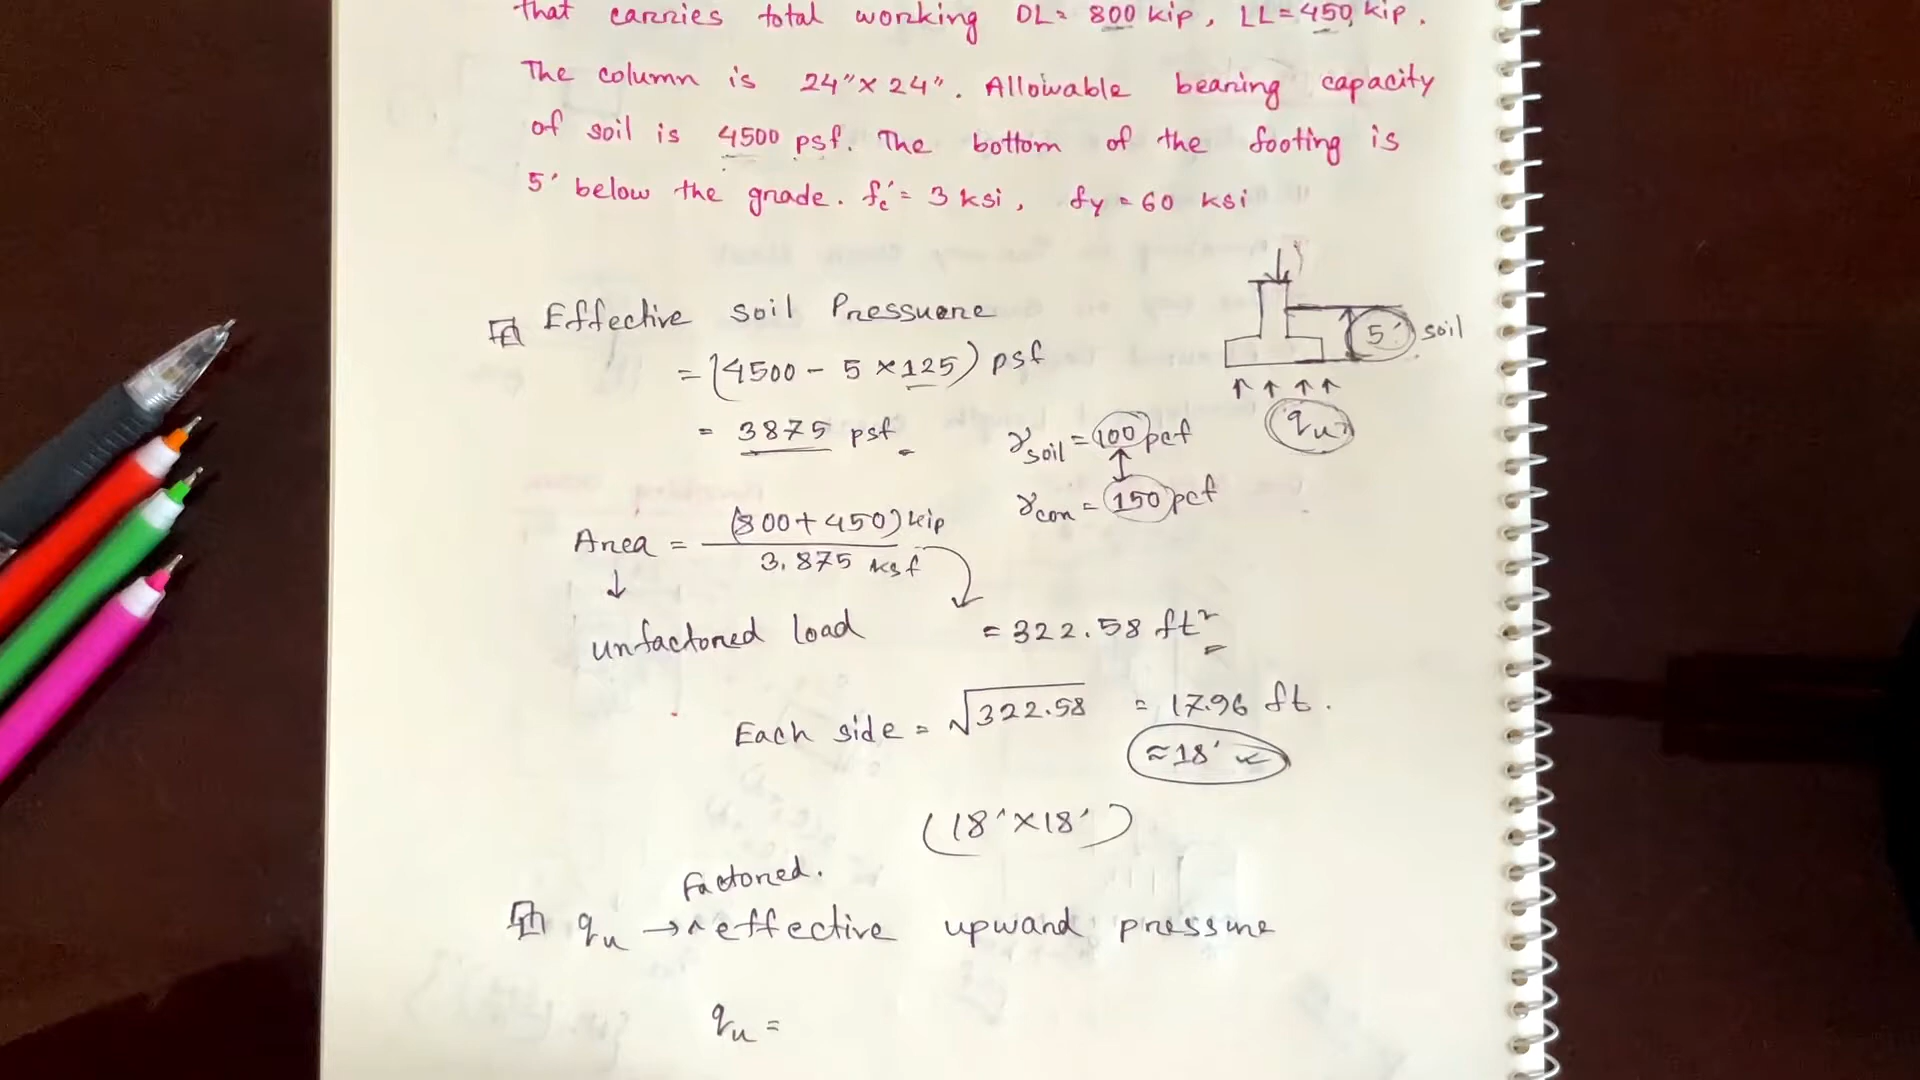 that carries total working DL = 800 kip, LL = 450 kip.
The column is 24" x 24". Allowable bearing capacity
of soil is 4500 psf. The bottom of the footing is
5' below the grade. fc' = 3 ksi, fy = 60 ksi
Effective soil Pressure
= (4500 - 5 × 125) psf
= 3875 psf
5' soil
qu
γsoil = 100 pcf
γcon = 150 pcf
Area = (800 + 450) kip / 3.875 ksf
unfactored load = 322.58 ft²
Each side = √322.58 = 17.96 ft.
≈ 18'
(18' × 18')
Factored.
qu → effective upward pressure
qu =